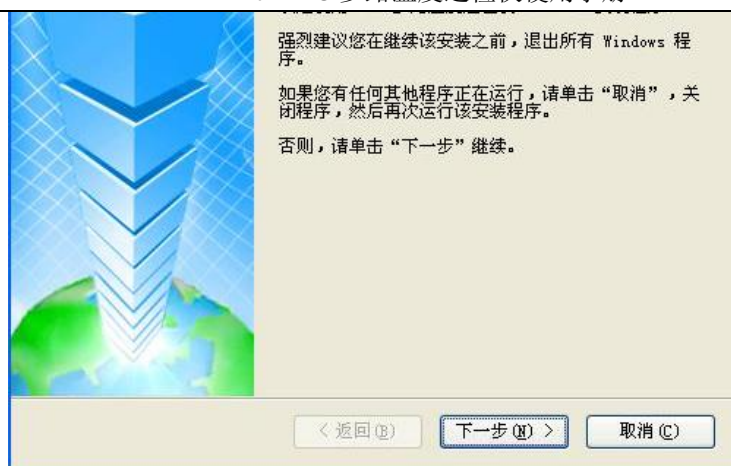 强烈建议您在继续该安装之前，退出所有 Windows 程
序。
如果您有任何其他程序正在运行，请单击“取消”，关
闭程序，然后再次运行该安装程序。
否则，请单击“下一步”继续。
< 返回(B)
下一步(N) >
取消(C)